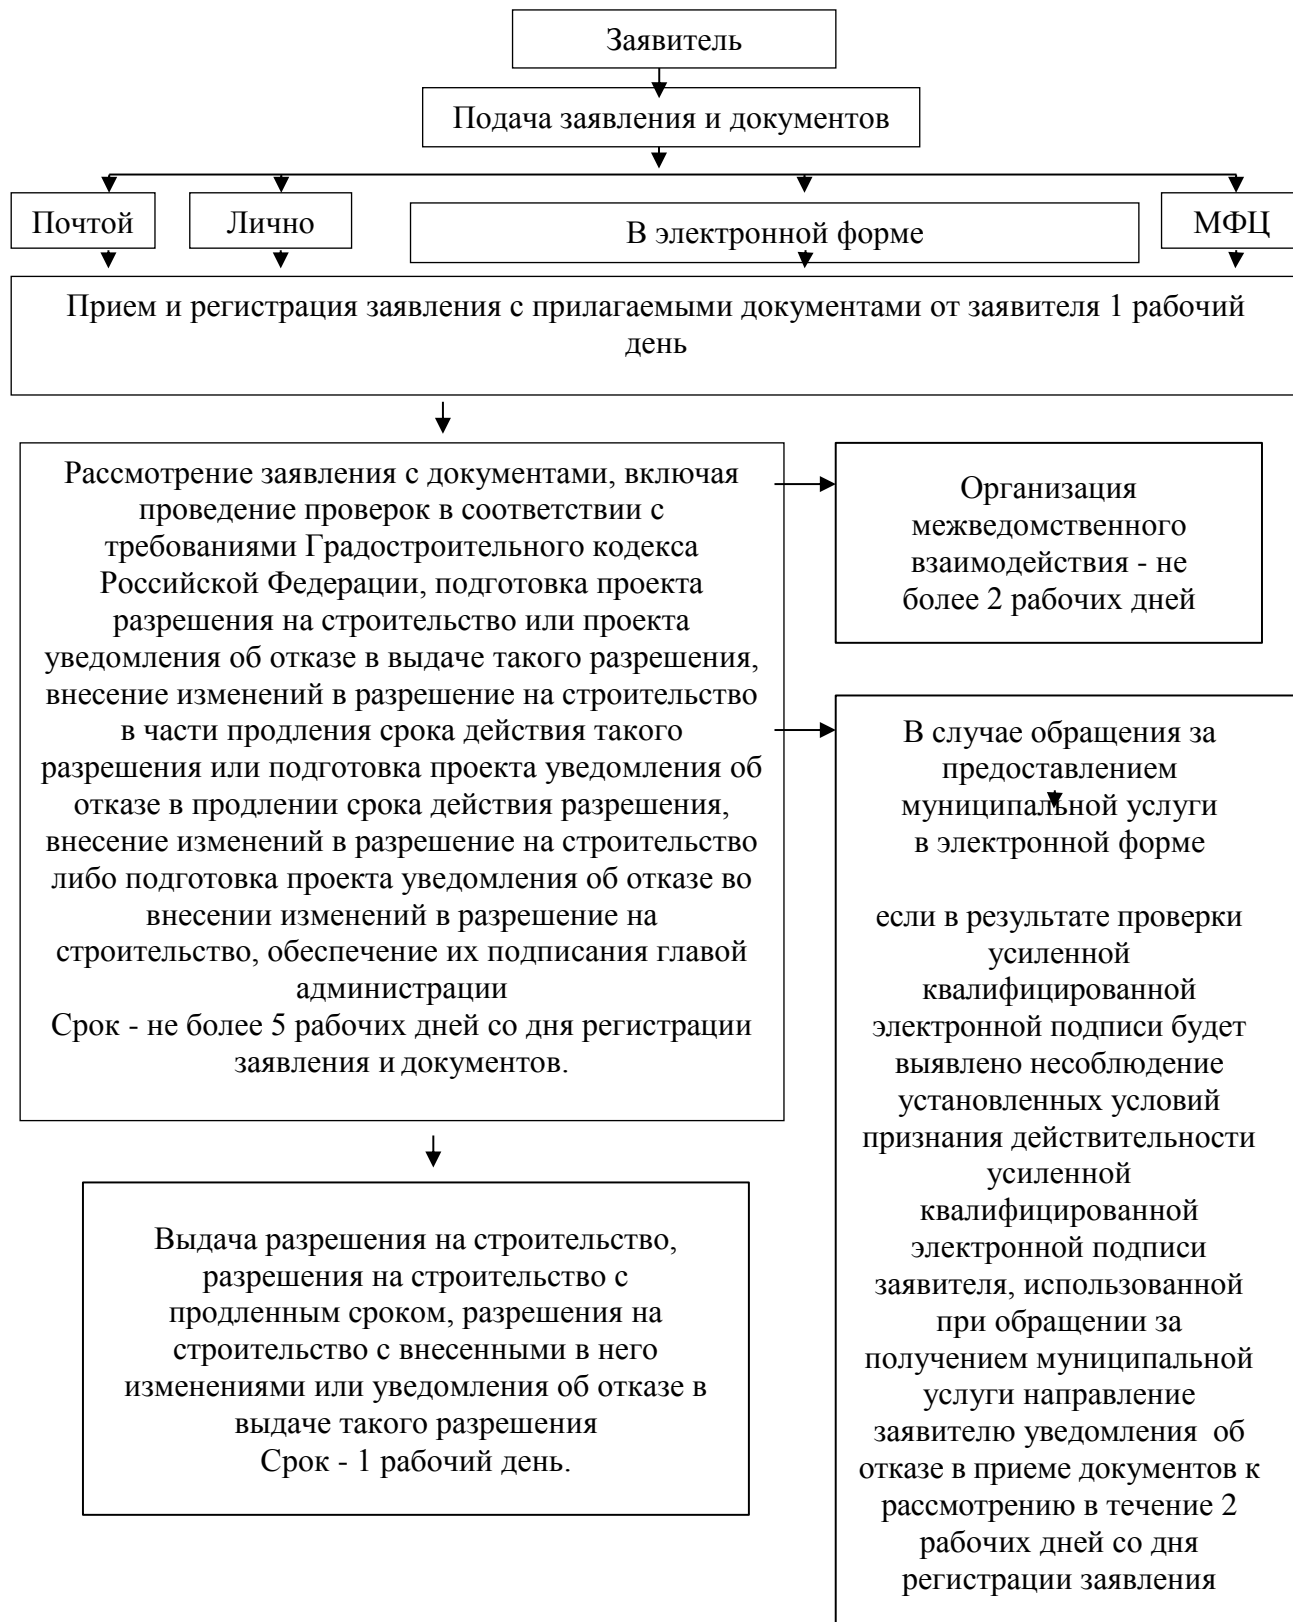 Заявитель
Подача заявления и документов
Почтой
Лично
В электронной форме
МФЦ
Прием и регистрация заявления с прилагаемыми документами от заявителя 1 рабочий
день
Рассмотрение заявления с документами, включая
проведение проверок в соответствии с
требованиями Градостроительного кодекса
Российской Федерации, подготовка проекта
разрешения на строительство или проекта
уведомления об отказе в выдаче такого разрешения,
внесение изменений в разрешение на строительство
в части продления срока действия такого
разрешения или подготовка проекта уведомления об
отказе в продлении срока действия разрешения,
внесение изменений в разрешение на строительство
либо подготовка проекта уведомления об отказе во
внесении изменений в разрешение на
строительство, обеспечение их подписания главой
администрации
Срок - не более 5 рабочих дней со дня регистрации
заявления и документов.
Организация
межведомственного
взаимодействия - не
более 2 рабочих дней
В случае обращения за
предоставлением
муниципальной услуги
в электронной форме
если в результате проверки
усиленной
квалифицированной
электронной подписи будет
выявлено несоблюдение
установленных условий
признания действительности
усиленной
квалифицированной
электронной подписи
заявителя, использованной
при обращении за
получением муниципальной
услуги направление
заявителю уведомления об
отказе в приеме документов к
рассмотрению в течение 2
рабочих дней со дня
регистрации заявления
Выдача разрешения на строительство,
разрешения на строительство с
продленным сроком, разрешения на
строительство с внесенными в него
изменениями или уведомления об отказе в
выдаче такого разрешения
Срок - 1 рабочий день.